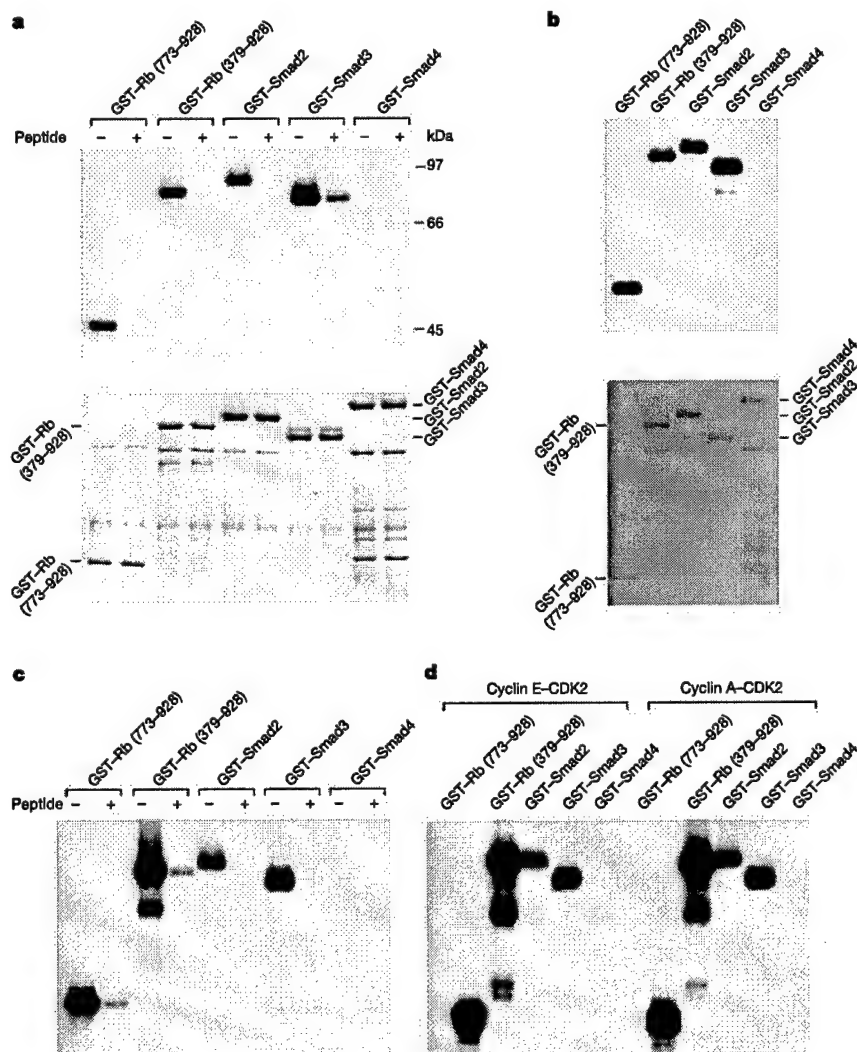 a
GST–Rb (773–928)
GST–Rb (379–928)
GST–Smad2
GST–Smad3
GST–Smad4
Peptide – + – + – + – + – + kDa
97
66
45
GST–Rb
(379–928)
GST–Rb
(773–928)
GST–Smad4
GST–Smad2
GST–Smad3
b
GST–Rb (773–928)
GST–Rb (379–928)
GST–Smad2
GST–Smad3
GST–Smad4
GST–Rb
(379–928)
GST–Rb
(773–928)
GST–Smad4
GST–Smad2
GST–Smad3
c
GST–Rb (773–928)
GST–Rb (379–928)
GST–Smad2
GST–Smad3
GST–Smad4
Peptide – + – + – + – + – +
d
Cyclin E–CDK2
Cyclin A–CDK2
GST–Rb (773–928)
GST–Rb (379–928)
GST–Smad2
GST–Smad3
GST–Smad4
GST–Rb (773–928)
GST–Rb (379–928)
GST–Smad2
GST–Smad3
GST–Smad4